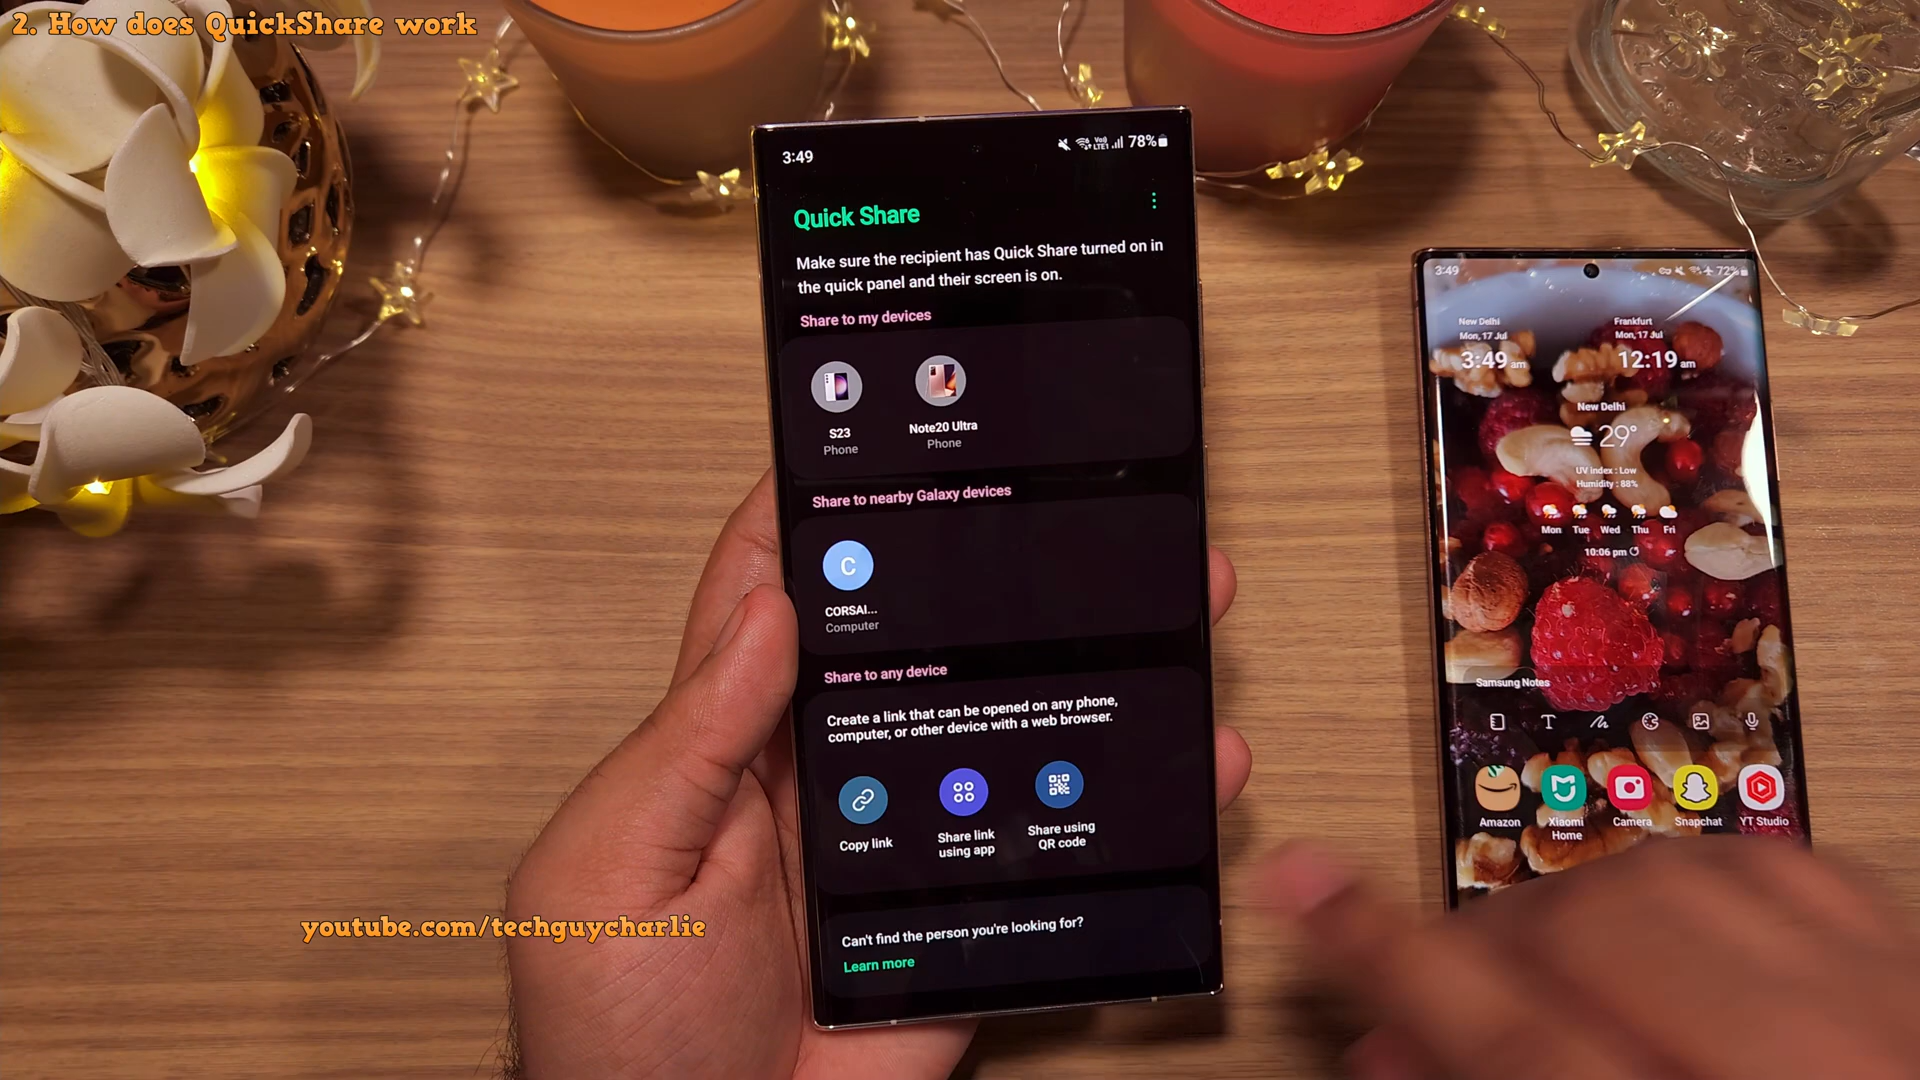 2. How does QuickShare work
3:49
Vo)) LTE1 78%
Quick Share
Make sure the recipient has Quick Share turned on in
the quick panel and their screen is on.
Share to my devices
S23
Phone
Note20 Ultra
Phone
Share to nearby Galaxy devices
C
CORSAI...
Computer
Share to any device
Create a link that can be opened on any phone,
computer, or other device with a web browser.
Copy link
Share link
using app
Share using
QR code
Can't find the person you're looking for?
Learn more
youtube.com/techguycharlie
3:49
72%
New Delhi
Mon, 17 Jul
3:49 am
Frankfurt
Mon, 17 Jul
12:19 am
New Delhi
29°
UV index : Low
Humidity : 88%
Mon Tue Wed Thu Fri
10:06 pm
Samsung Notes
T
Amazon
Xiaomi
Home
Camera
Snapchat
YT Studio